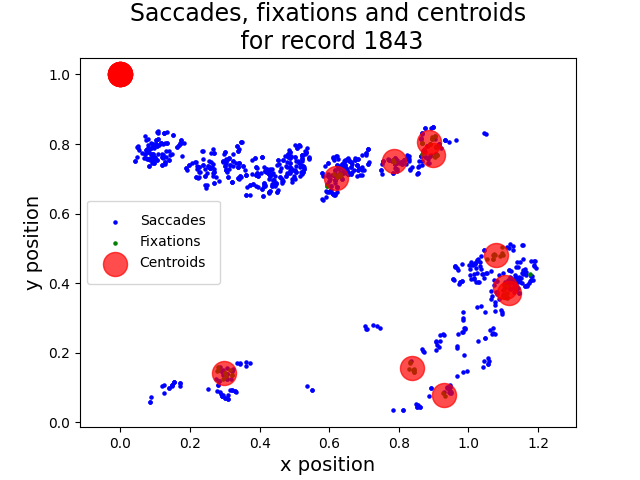 Saccades, fixations and centroids
for record 1843
1.0
0.8
0.6
0.4
0.2
0.0
y position
Saccades
Fixations
Centroids
0.0 0.2 0.4 0.6 0.8 1.0 1.2
x position